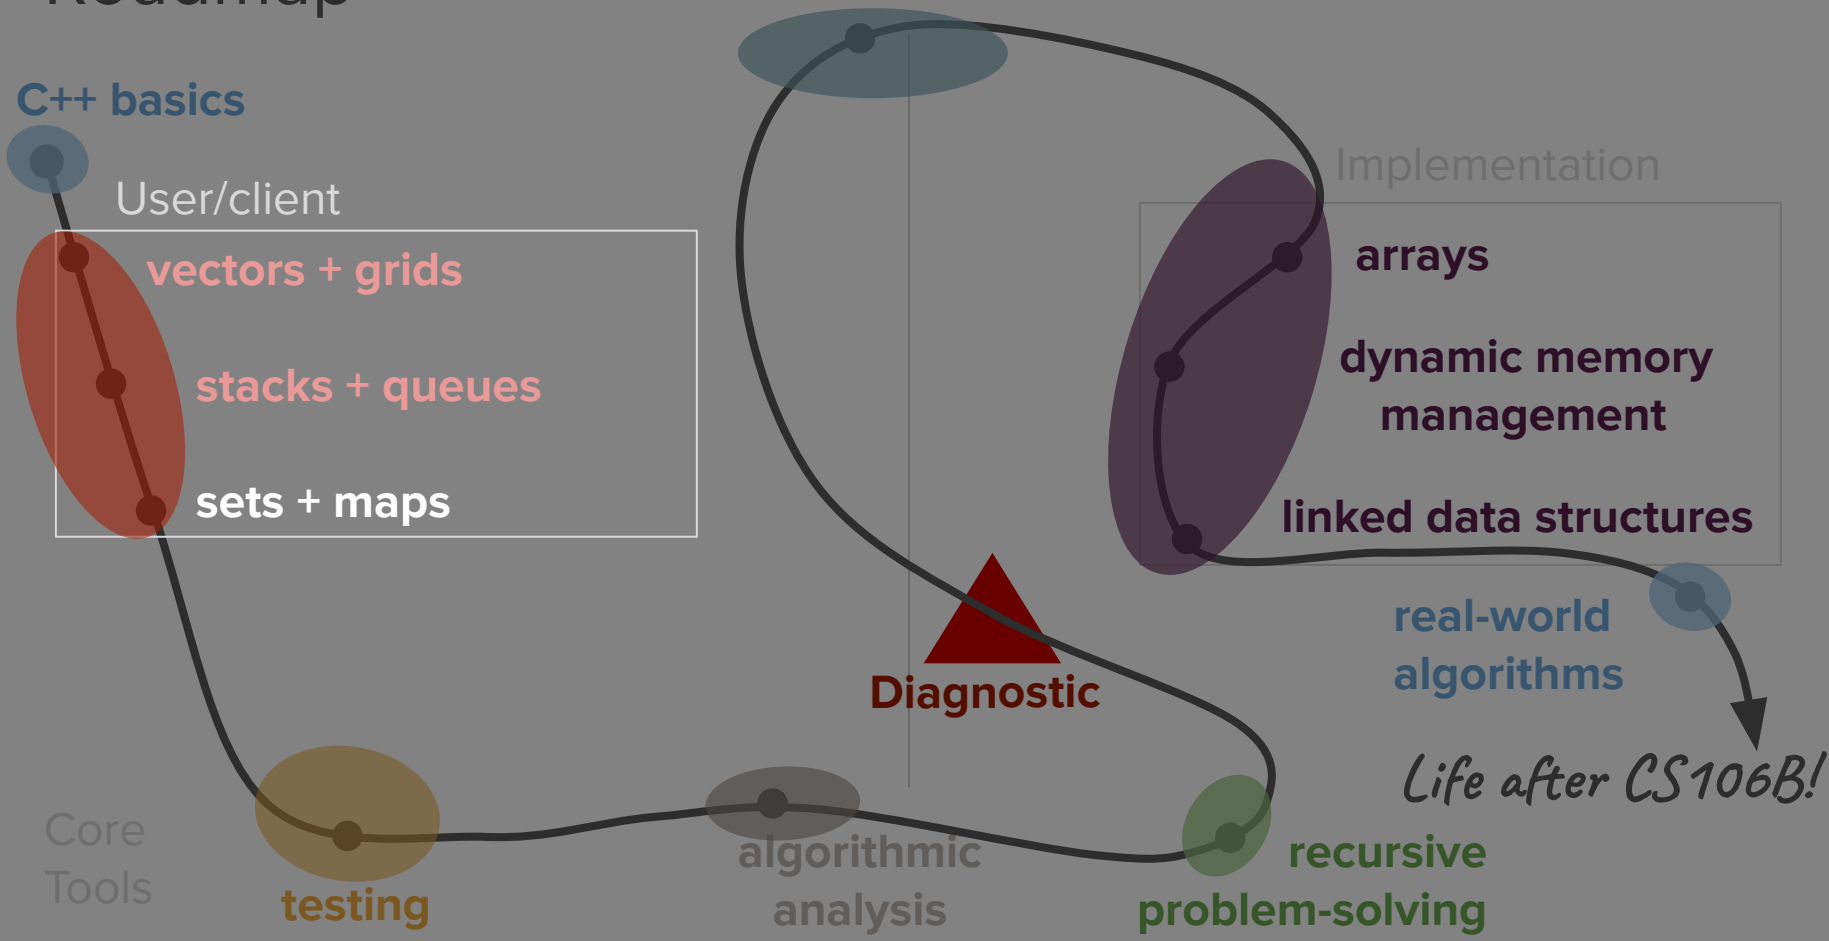 Roadmap
C++ basics
User/client
vectors + grids
stacks + queues
sets + maps
Implementation
arrays
dynamic memory
management
linked data structures
real-world
algorithms
Diagnostic
Life after CS106B!
Core
Tools
testing
algorithmic
analysis
recursive
problem-solving